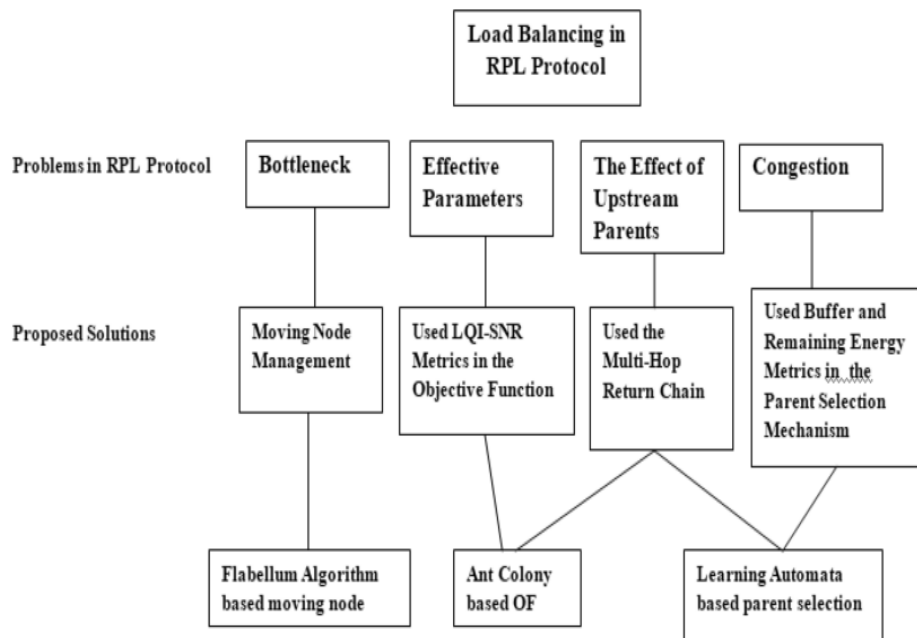 Load Balancing in
RPL Protocol
Problems in RPL Protocol
Bottleneck
Effective
Parameters
The Effect of
Upstream
Parents
Congestion
Proposed Solutions
Moving Node
Management
Used LQI-SNR
Metrics in the
Objective Function
Used the
Multi-Hop
Return Chain
Used Buffer and
Remaining Energy
Metrics in the
Parent Selection
Mechanism
Flabellum Algorithm
based moving node
Ant Colony
based OF
Learning Automata
based parent selection